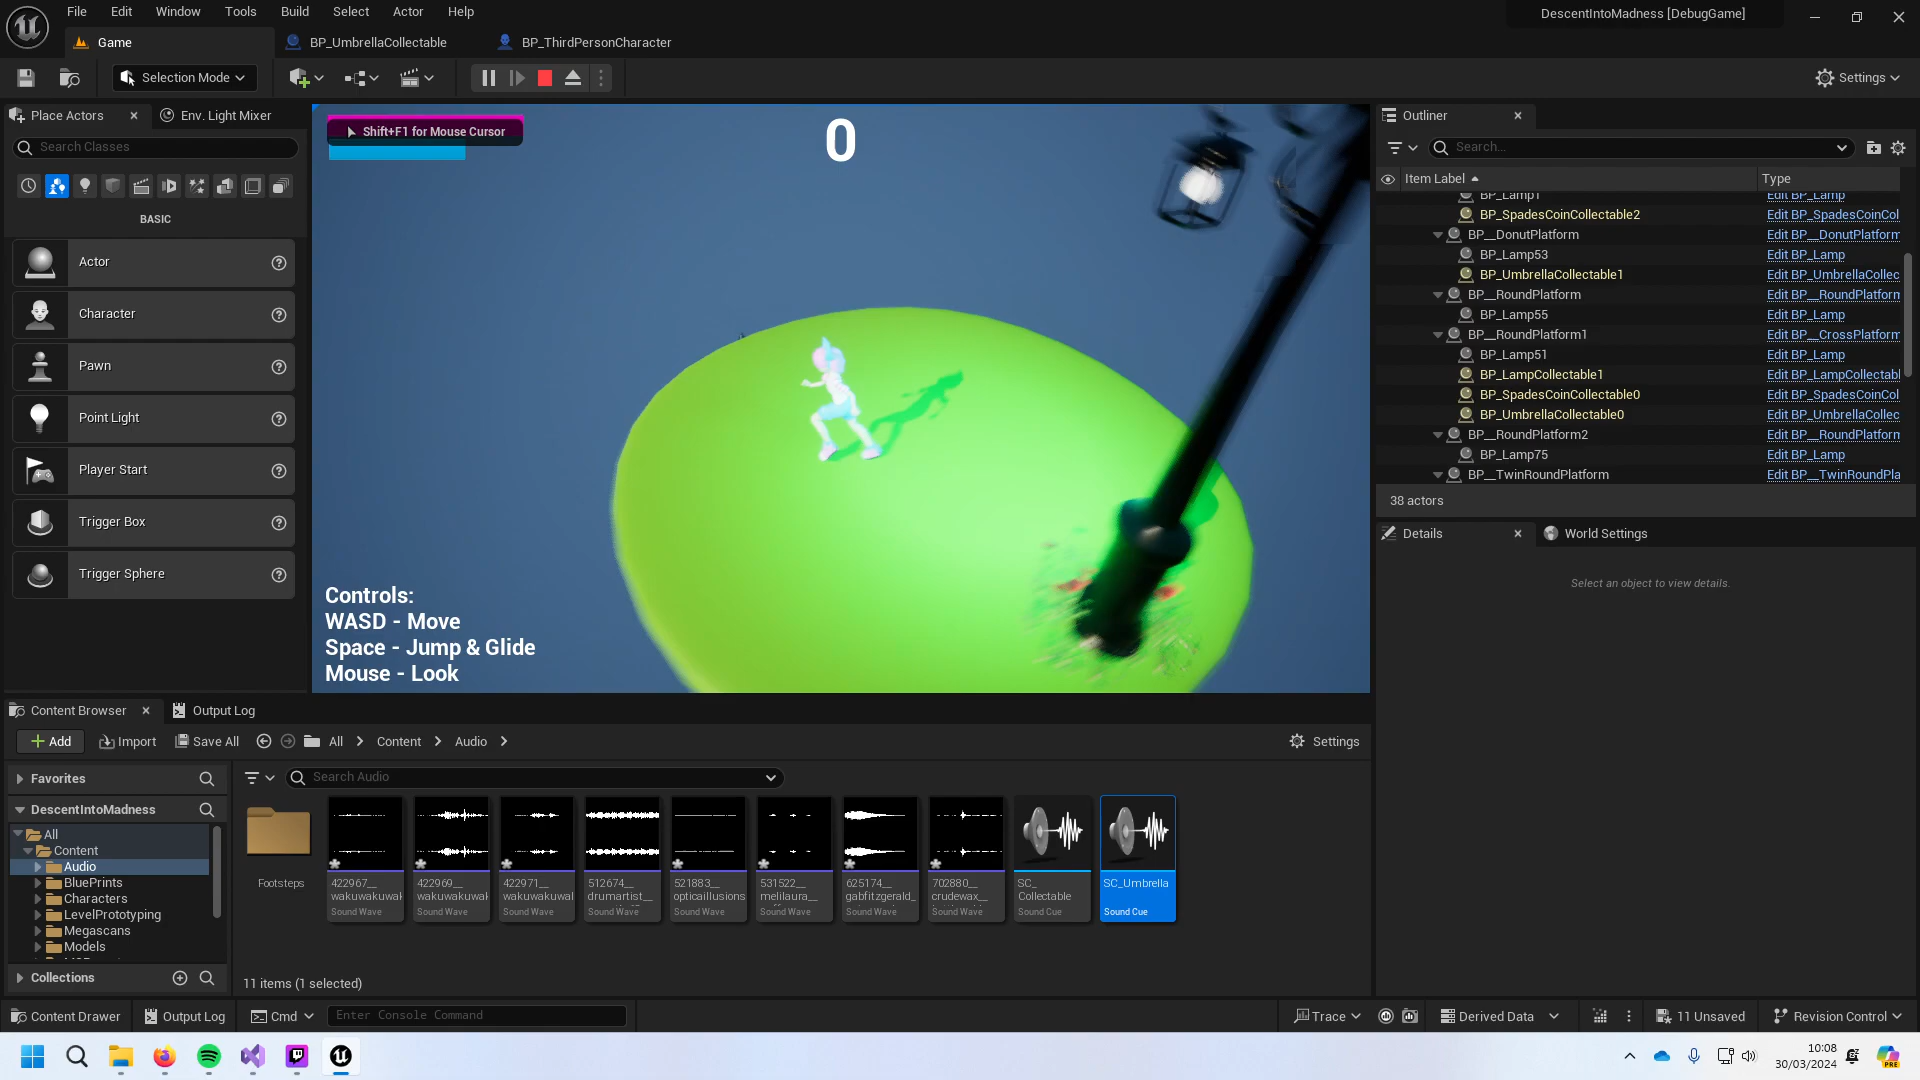 File Edit Window Tools Build Select Actor Help
DescentIntoMadness [DebugGame]
Game
BP_UmbrellaCollectable
BP_ThirdPersonCharacter
Selection Mode
Settings
Place Actors
Env. Light Mixer
Search Classes
BASIC
Actor
Character
Pawn
Point Light
Player Start
Trigger Box
Trigger Sphere
Shift+F1 for Mouse Cursor
0
Controls:
WASD - Move
Space - Jump & Glide
Mouse - Look
Outliner
Search...
Item Label Type
BP_Lamp1 Edit BP_Lamp
BP_SpadesCoinCollectable2 Edit BP_SpadesCoinCol
BP__DonutPlatform Edit BP__DonutPlatform
BP_Lamp53 Edit BP_Lamp
BP_UmbrellaCollectable1 Edit BP_UmbrellaCollec
BP__RoundPlatform Edit BP__RoundPlatform
BP_Lamp55 Edit BP_Lamp
BP__RoundPlatform1 Edit BP__CrossPlatform
BP_Lamp51 Edit BP_Lamp
BP_LampCollectable1 Edit BP_LampCollectabl
BP_SpadesCoinCollectable0 Edit BP_SpadesCoinCol
BP_UmbrellaCollectable0 Edit BP_UmbrellaCollec
BP__RoundPlatform2 Edit BP__RoundPlatform
BP_Lamp75 Edit BP_Lamp
BP__TwinRoundPlatform Edit BP__TwinRoundPla
38 actors
Details
World Settings
Select an object to view details.
Content Browser
Output Log
Add Import Save All All Content Audio Settings
Favorites
Search Audio
DescentIntoMadness
All
Content
Audio
BluePrints
Characters
LevelPrototyping
Megascans
Models
Collections
Footsteps
422967__
wakuwakuwak
Sound Wave
422969__
wakuwakuwak
Sound Wave
422971__
wakuwakuwal
Sound Wave
512674__
drumartist__
Sound Wave
521883__
opticaillusions
Sound Wave
531522__
melilaura__
Sound Wave
625174__
gabfitzgerald_
Sound Wave
702880__
crudewax__
Sound Wave
SC_
Collectable
Sound Cue
SC_Umbrella
Sound Cue
11 items (1 selected)
Content Drawer Output Log Cmd Enter Console Command Trace Derived Data 11 Unsaved Revision Control
10:08
30/03/2024
PRE